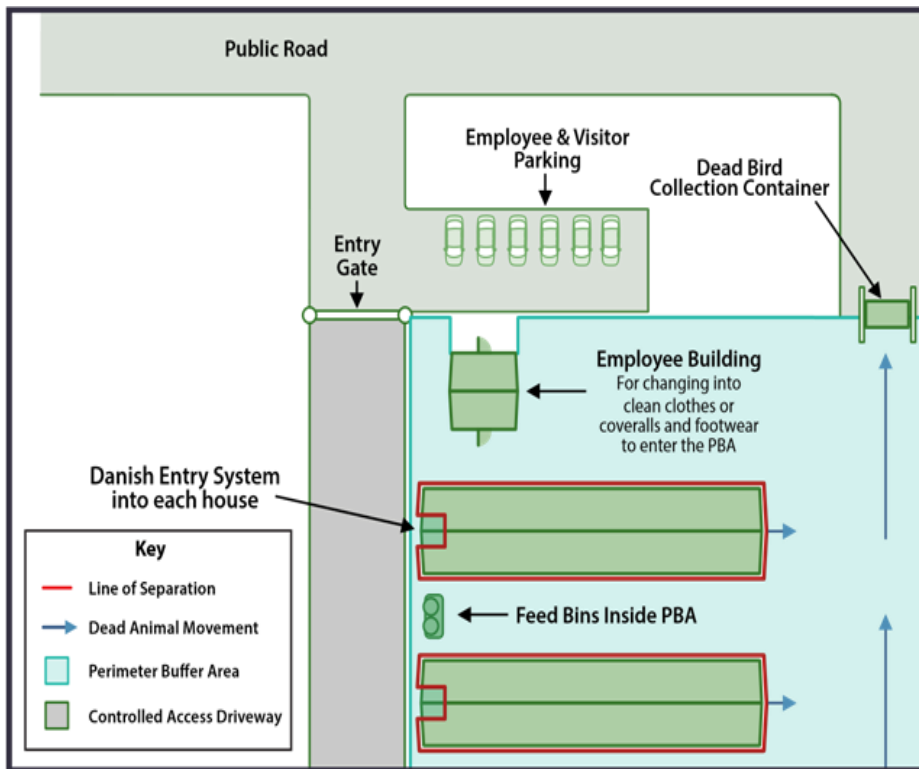 Public Road
Employee & Visitor
Parking
Dead Bird
Collection Container
Entry
Gate
Employee Building
For changing into
clean clothes or
coveralls and footwear
to enter the PBA
Danish Entry System
into each house
Key
Line of Separation
Dead Animal Movement
Perimeter Buffer Area
Controlled Access Driveway
Feed Bins Inside PBA